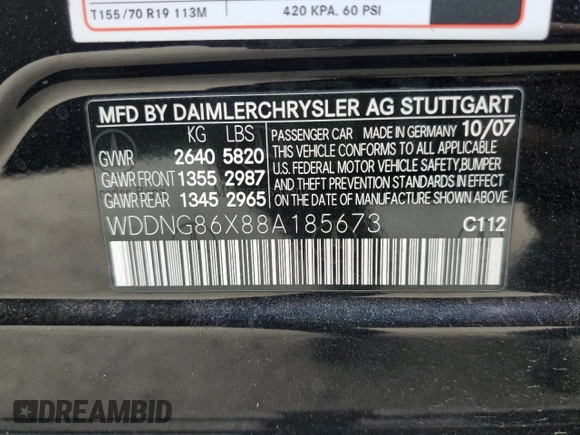 T155/70 R19 113M 420 KPA. 60 PSI
MFD BY DAIMLERCHRYSLER AG STUTTGART
KG LBS
GVWR 2640 5820
GAWR FRONT 1355 2987
GAWR REAR 1345 2965
PASSENGER CAR MADE IN GERMANY 10/07
THIS VEHICLE CONFORMS TO ALL APPLICABLE
U.S. FEDERAL MOTOR VEHICLE SAFETY,BUMPER
AND THEFT PREVENTION STANDARDS IN EFFECT
ON THE DATE OF MANUFACTURE SHOWN ABOVE
WDDNG86X88A185673 C112
DREAMBID